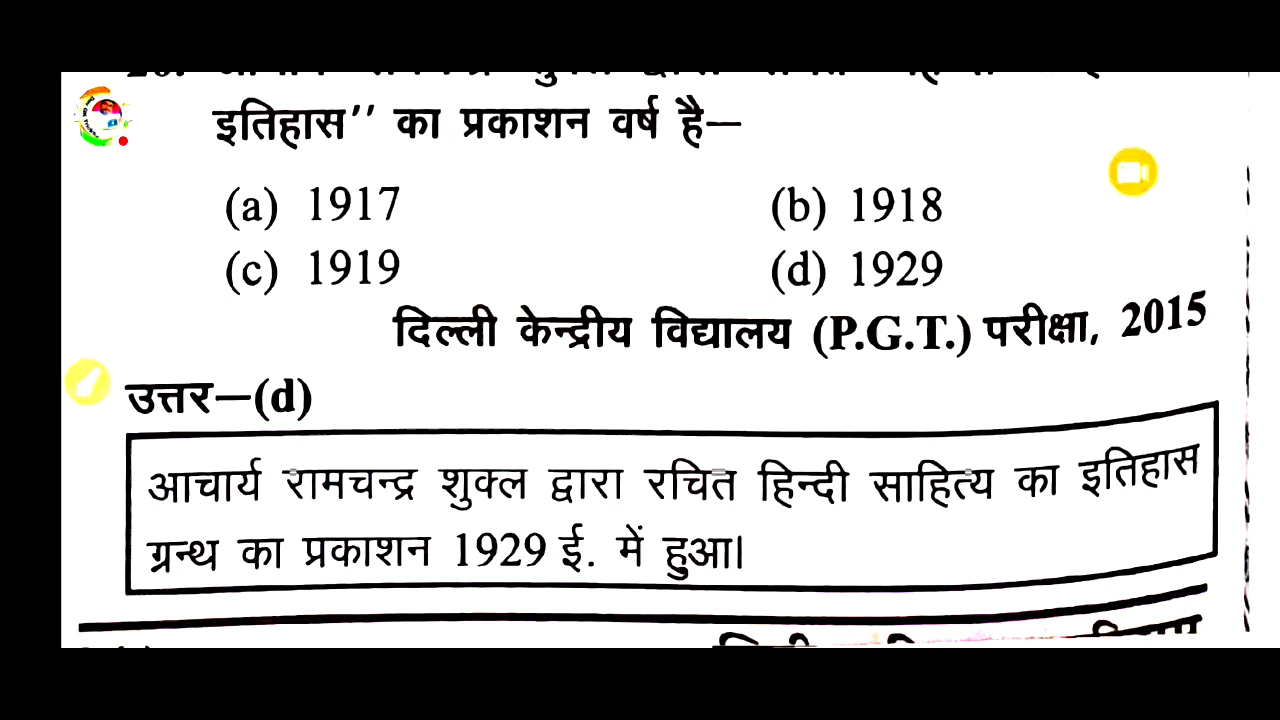 इतिहास'' का प्रकाशन वर्ष है—
(a) 1917 (b) 1918
(c) 1919 (d) 1929
दिल्ली केन्द्रीय विद्यालय (P.G.T.) परीक्षा, 2015
उत्तर—(d)
आचार्य रामचन्द्र शुक्ल द्वारा रचित हिन्दी साहित्य का इतिहास
ग्रन्थ का प्रकाशन 1929 ई. में हुआ।